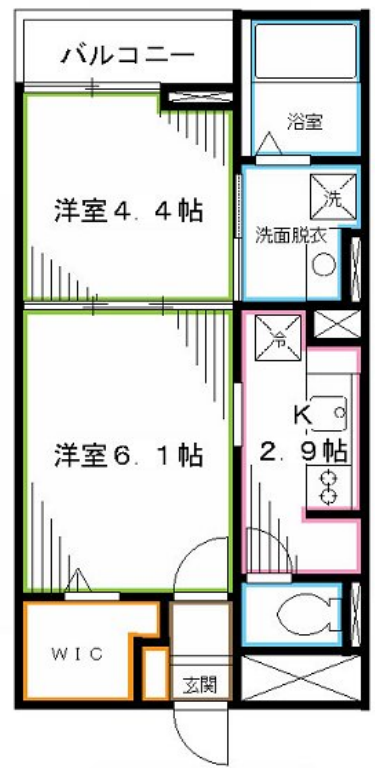 バルコニー
浴室
洋室4.4帖
洗
洗面脱衣
冷
K
2.9帖
洋室6.1帖
WIC
玄関